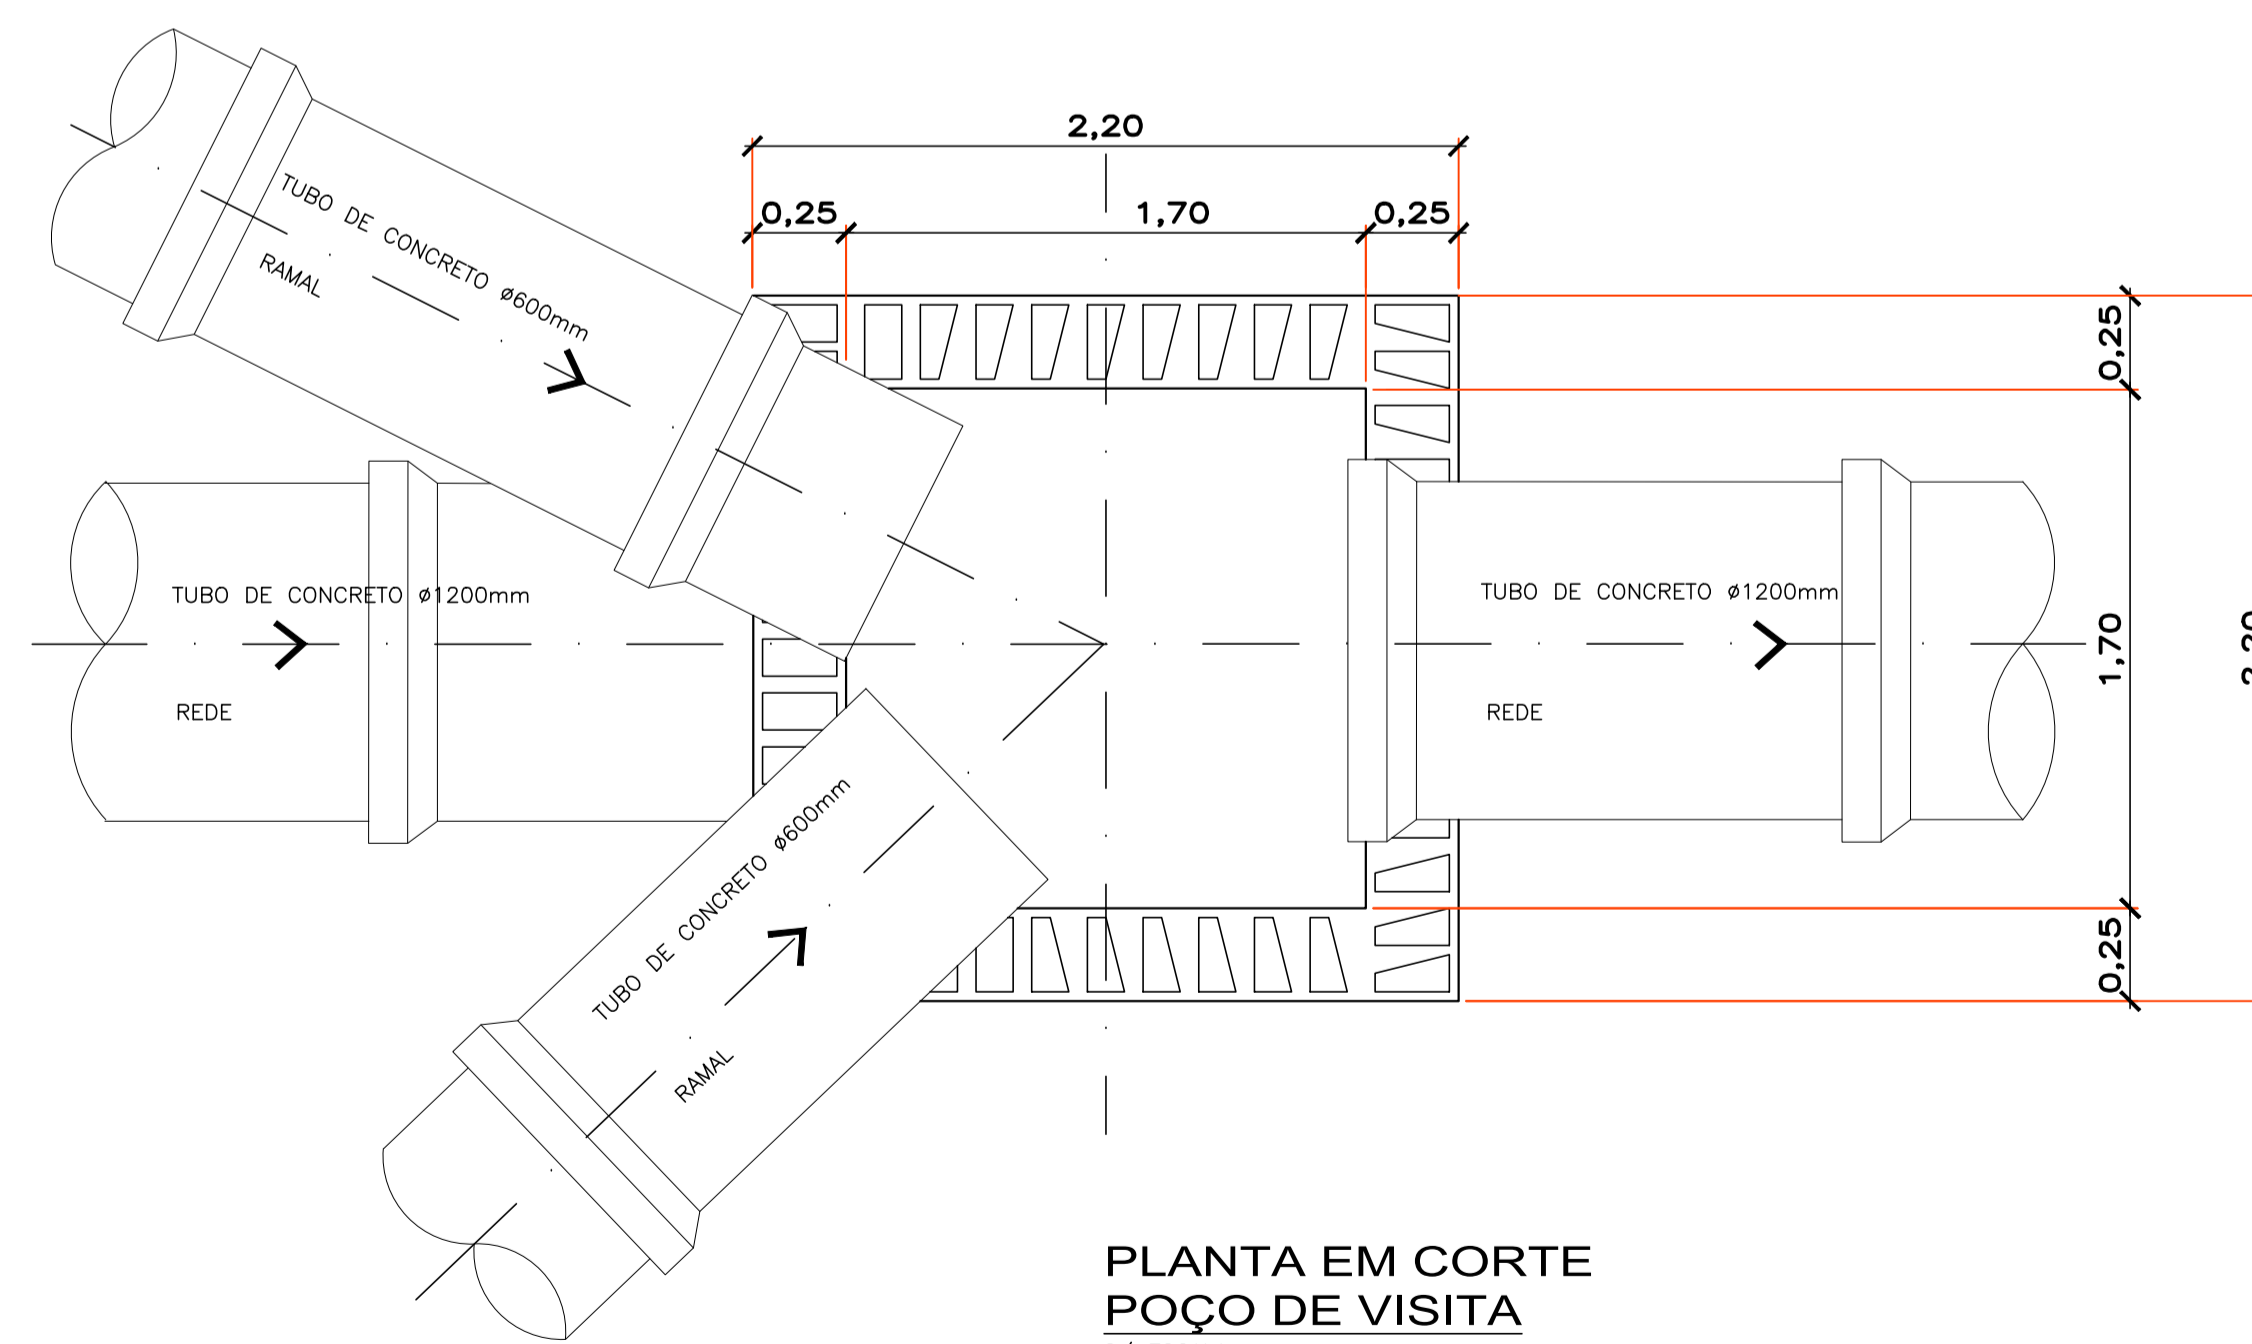 2,20
0,25
1,70
0,25
TUBO DE CONCRETO ø600mm
RAMAL
0,25
TUBO DE CONCRETO ø1200mm
REDE
TUBO DE CONCRETO ø1200mm
REDE
1,70
TUBO DE CONCRETO ø600mm
RAMAL
0,25
PLANTA EM CORTE
POÇO DE VISITA